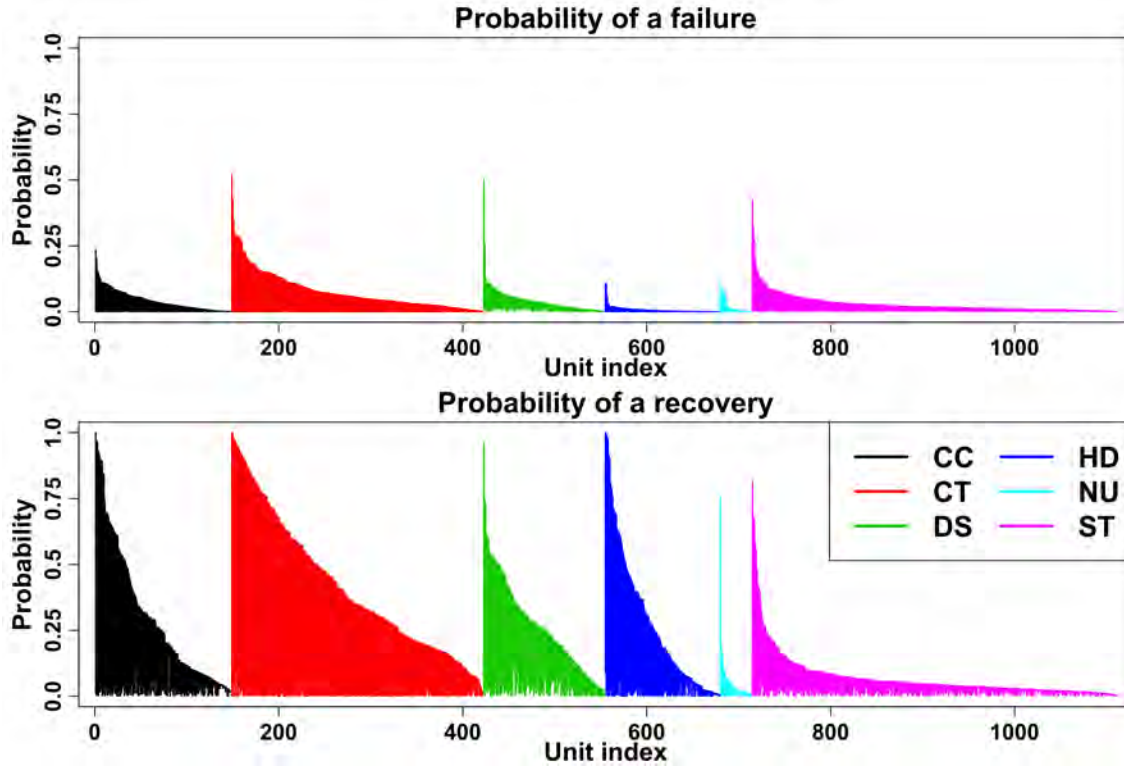 Probability of a failure
Probability
1.0
0.75
0.5
0.25
0.0
0 200 400 600 800 1000
Unit index
Probability of a recovery
Probability
1.0
0.75
0.5
0.25
0.0
CC HD
CT NU
DS ST
0 200 400 600 800 1000
Unit index